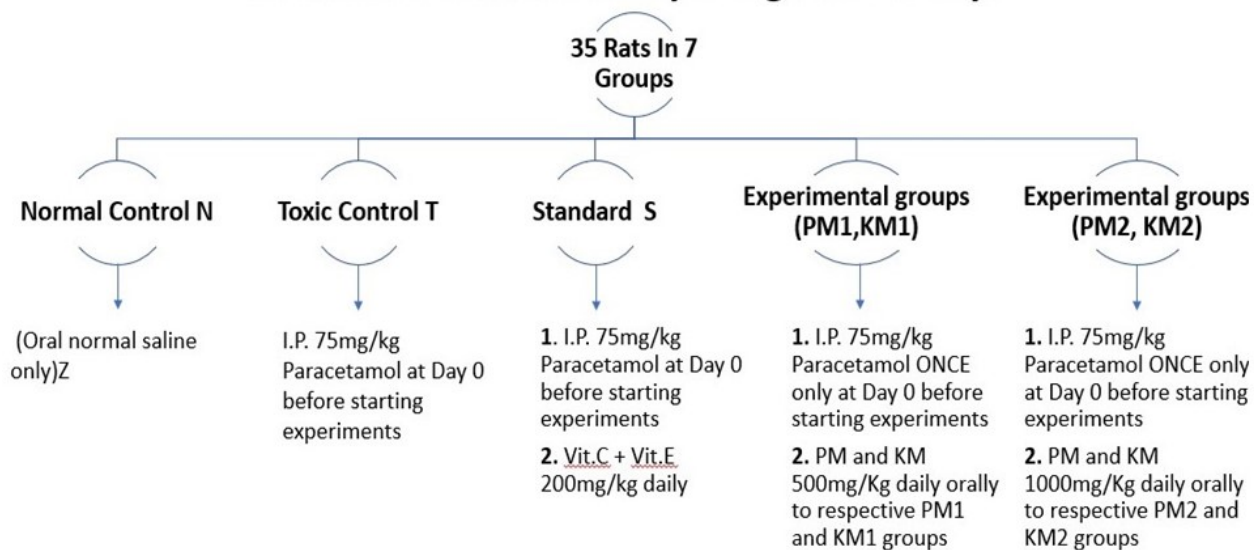 35 Rats In 7
Groups
Normal Control N
Toxic Control T
Standard S
Experimental groups
(PM1,KM1)
Experimental groups
(PM2, KM2)
(Oral normal saline
only)Z
I.P. 75mg/kg
Paracetamol at Day 0
before starting
experiments
1. I.P. 75mg/kg
Paracetamol at Day 0
before starting
experiments
2. Vit.C + Vit.E
200mg/kg daily
1. I.P. 75mg/kg
Paracetamol ONCE
only at Day 0 before
starting experiments
2. PM and KM
500mg/Kg daily orally
to respective PM1
and KM1 groups
1. I.P. 75mg/kg
Paracetamol ONCE only
at Day 0 before starting
experiments
2. PM and KM
1000mg/Kg daily orally
to respective PM2 and
KM2 groups